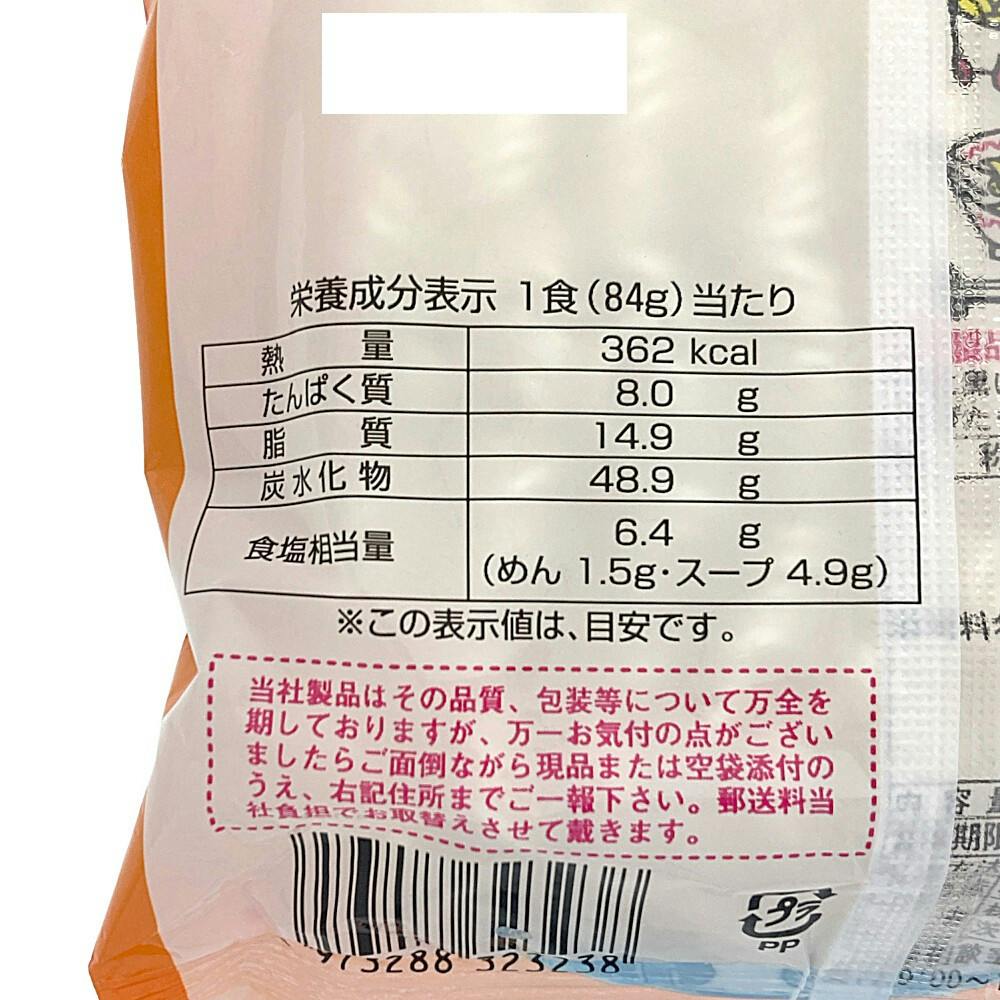 栄養成分表示 1食(84g)当たり
熱量 362 kcal
たんぱく質 8.0 g
脂質 14.9 g
炭水化物 48.9 g
食塩相当量 6.4 g
(めん 1.5g・スープ 4.9g)
※この表示値は、目安です。
当社製品はその品質、包装等について万全を
期しておりますが、万一お気付の点がござい
ましたらご面倒ながら現品または空袋添付の
うえ、右記住所までご一報下さい。郵送料当
社負担でお取替えさせて戴きます。
プラ
PP
973288 323238